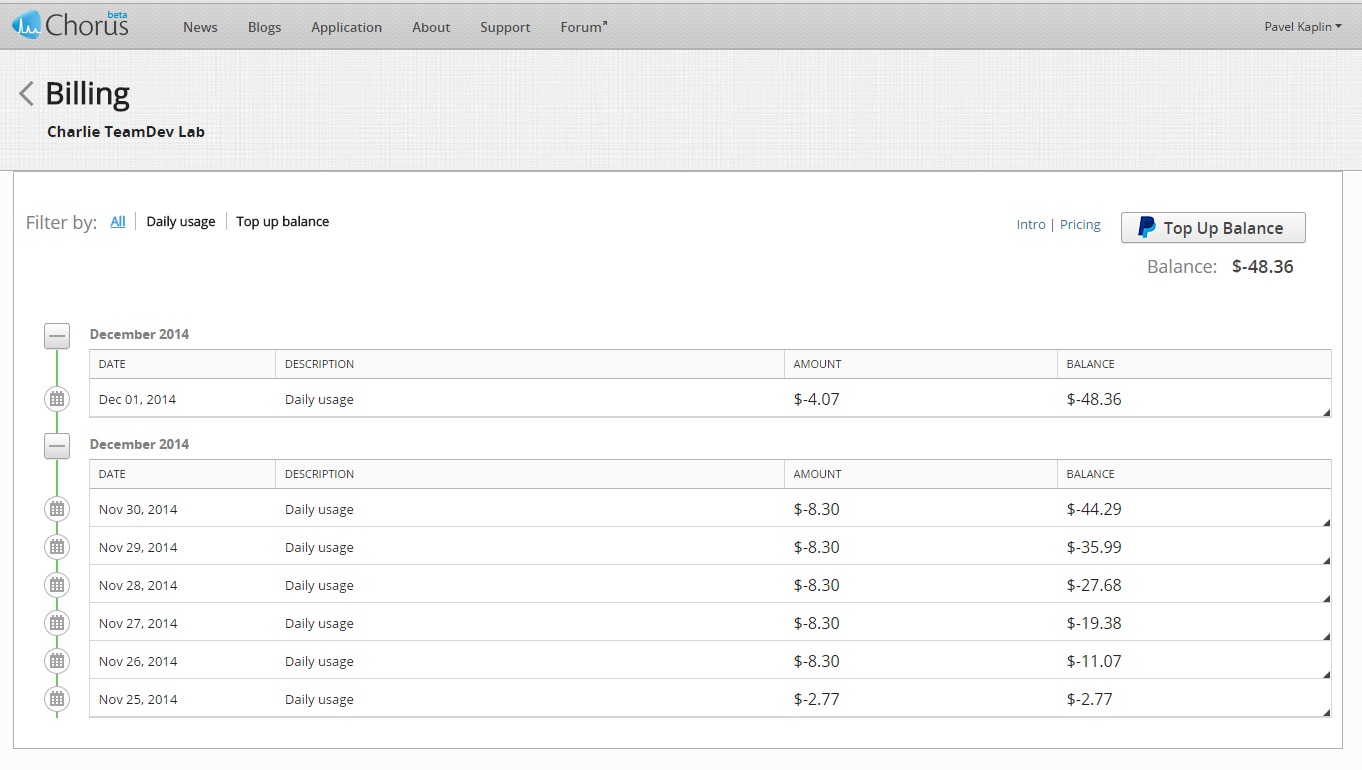 Chorus beta News Blogs Application About Support Forum Pavel Kaplin
Billing
Charlie TeamDev Lab
Filter by: All Daily usage Top up balance Intro | Pricing Top Up Balance
Balance: $-48.36
December 2014
DATE DESCRIPTION AMOUNT BALANCE
Dec 01, 2014 Daily usage $-4.07 $-48.36
December 2014
DATE DESCRIPTION AMOUNT BALANCE
Nov 30, 2014 Daily usage $-8.30 $-44.29
Nov 29, 2014 Daily usage $-8.30 $-35.99
Nov 28, 2014 Daily usage $-8.30 $-27.68
Nov 27, 2014 Daily usage $-8.30 $-19.38
Nov 26, 2014 Daily usage $-8.30 $-11.07
Nov 25, 2014 Daily usage $-2.77 $-2.77